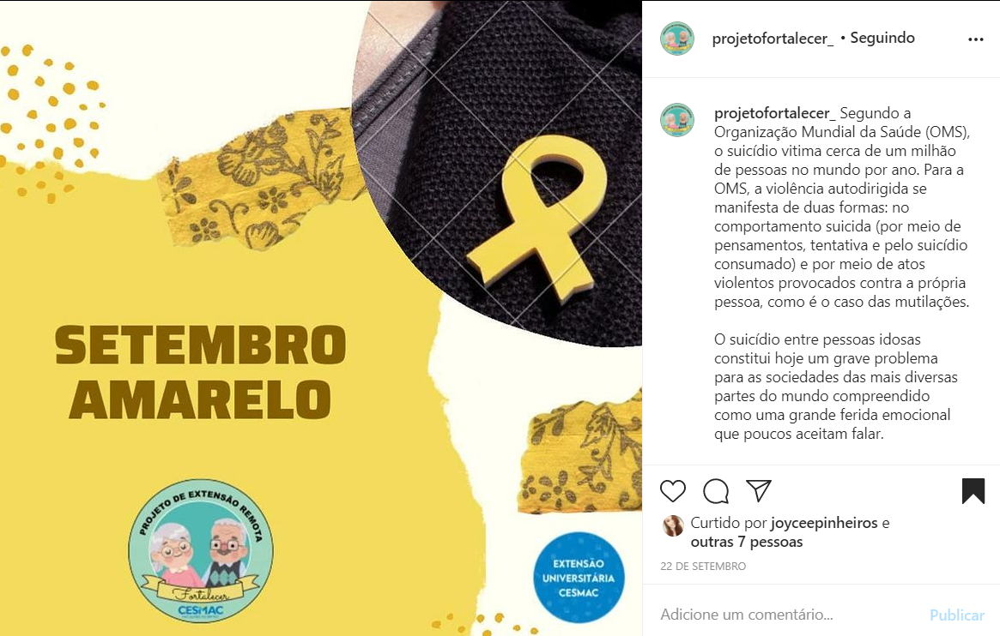 SETEMBRO
AMARELO
PROJETO DE EXTENSÃO REMOTA
Fortalecer
CESMAC
EXTENSÃO
UNIVERSITÁRIA
CESMAC
projetofortalecer_ • Seguindo
projetofortalecer_ Segundo a
Organização Mundial da Saúde (OMS),
o suicídio vitima cerca de um milhão
de pessoas no mundo por ano. Para a
OMS, a violência autodirigida se
manifesta de duas formas: no
comportamento suicida (por meio de
pensamentos, tentativa e pelo suicídio
consumado) e por meio de atos
violentos provocados contra a própria
pessoa, como é o caso das mutilações.
O suicídio entre pessoas idosas
constitui hoje um grave problema
para as sociedades das mais diversas
partes do mundo compreendido
como uma grande ferida emocional
que poucos aceitam falar.
Curtido por joyceepinheiros e
outras 7 pessoas
22 DE SETEMBRO
Adicione um comentário...
Publicar